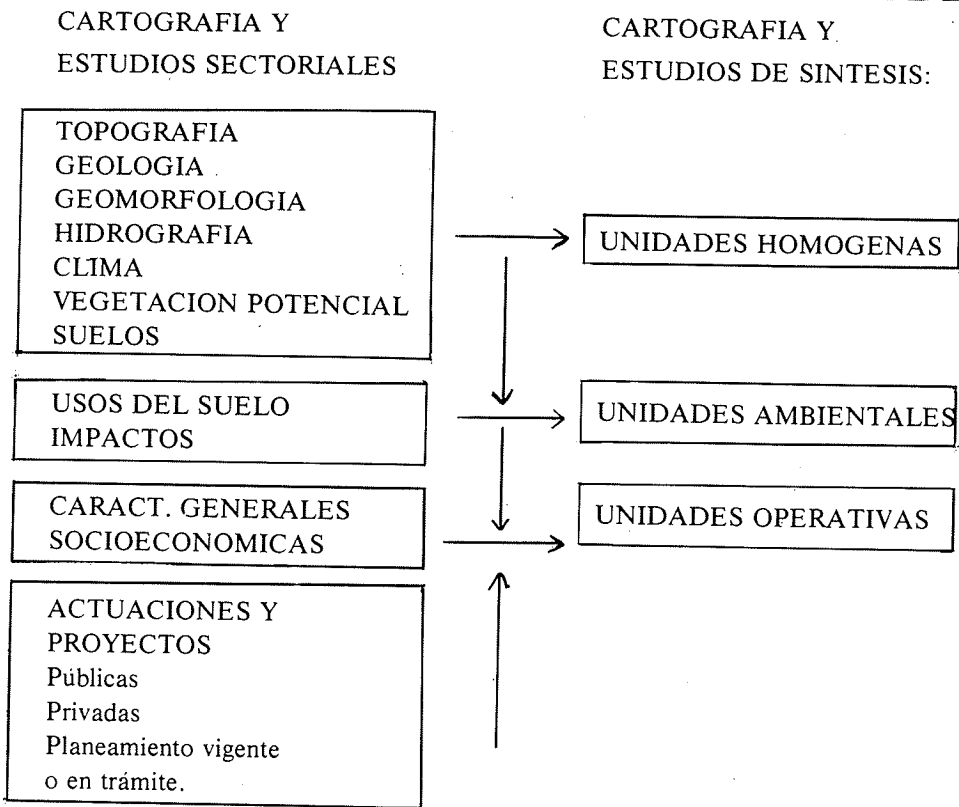 CARTOGRAFIA Y
ESTUDIOS SECTORIALES
CARTOGRAFIA Y
ESTUDIOS DE SINTESIS:
TOPOGRAFIA
GEOLOGIA
GEOMORFOLOGIA
HIDROGRAFIA
CLIMA
VEGETACION POTENCIAL
SUELOS
UNIDADES HOMOGENAS
USOS DEL SUELO
IMPACTOS
UNIDADES AMBIENTALES
CARACT. GENERALES
SOCIOECONOMICAS
UNIDADES OPERATIVAS
ACTUACIONES Y
PROYECTOS
Públicas
Privadas
Planeamiento vigente
o en trámite.